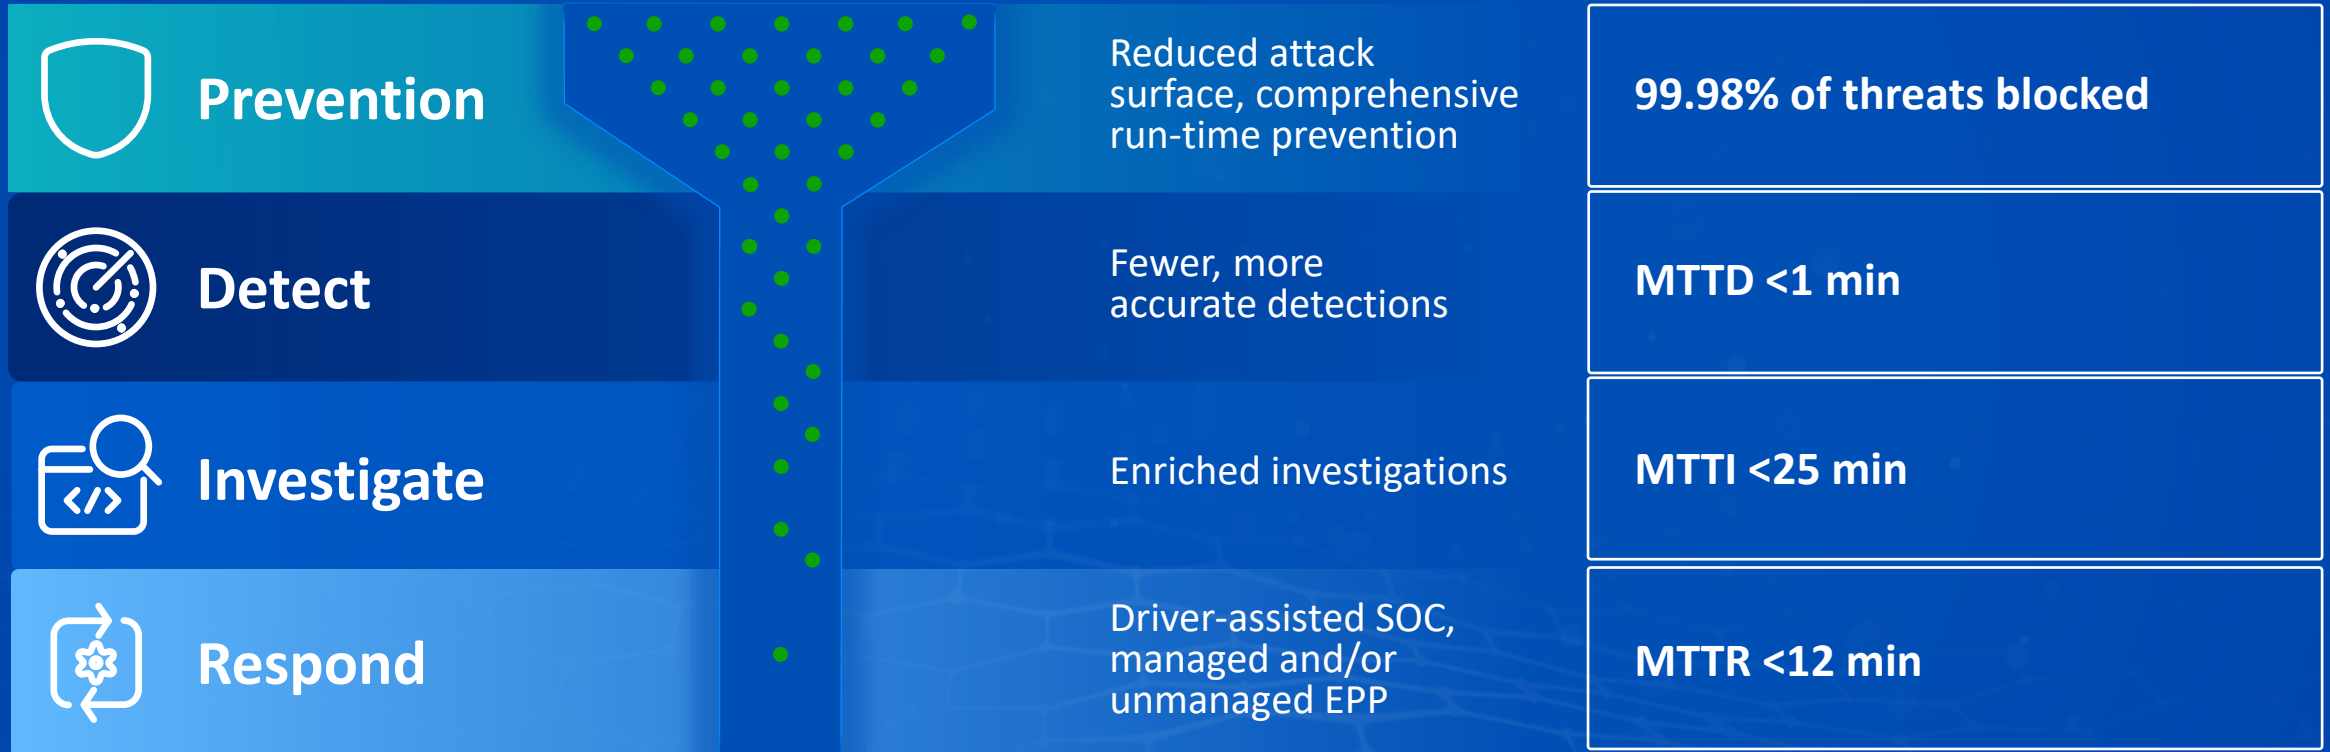 Prevention
Reduced attack
surface, comprehensive
run-time prevention
99.98% of threats blocked
Detect
Fewer, more
accurate detections
MTTD <1 min
Investigate
Enriched investigations
MTTI <25 min
Respond
Driver-assisted SOC,
managed and/or
unmanaged EPP
MTTR <12 min